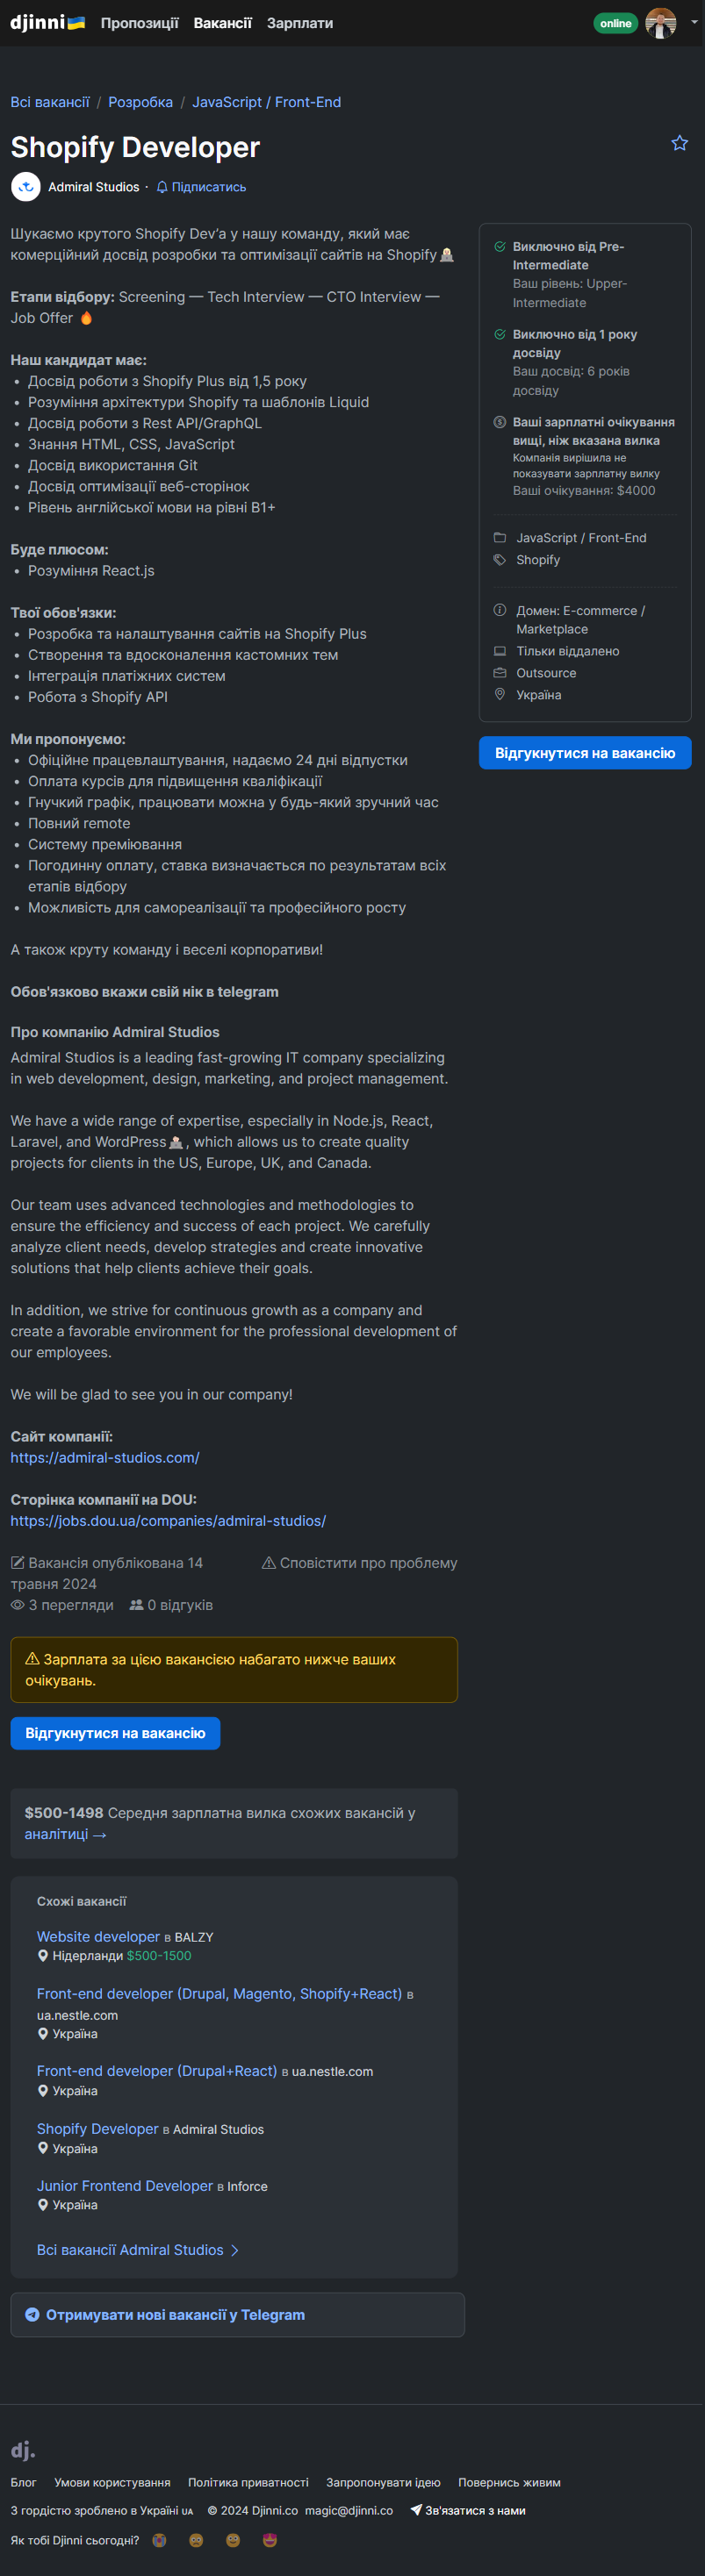 djinni Пропозиції Вакансії Зарплати online
Всі вакансії / Розробка / JavaScript / Front-End
Shopify Developer
Admiral Studios · Підписатись
Шукаємо крутого Shopify Dev’а у нашу команду, який має
комерційний досвід розробки та оптимізації сайтів на Shopify
Етапи відбору: Screening — Tech Interview — CTO Interview —
Job Offer
Наш кандидат має:
• Досвід роботи з Shopify Plus від 1,5 року
• Розуміння архітектури Shopify та шаблонів Liquid
• Досвід роботи з Rest API/GraphQL
• Знання HTML, CSS, JavaScript
• Досвід використання Git
• Досвід оптимізації веб-сторінок
• Рівень англійської мови на рівні B1+
Буде плюсом:
• Розуміння React.js
Твої обов'язки:
• Розробка та налаштування сайтів на Shopify Plus
• Створення та вдосконалення кастомних тем
• Інтеграція платіжних систем
• Робота з Shopify API
Ми пропонуємо:
• Офіційне працевлаштування, надаємо 24 дні відпустки
• Оплата курсів для підвищення кваліфікації
• Гнучкий графік, працювати можна у будь-який зручний час
• Повний remote
• Систему преміювання
• Погодинну оплату, ставка визначається по результатам всіх
етапів відбору
• Можливість для самореалізації та професійного росту
А також круту команду і веселі корпоративи!
Обов'язково вкажи свій нік в telegram
Про компанію Admiral Studios
Admiral Studios is a leading fast-growing IT company specializing
in web development, design, marketing, and project management.
We have a wide range of expertise, especially in Node.js, React,
Laravel, and WordPress, which allows us to create quality
projects for clients in the US, Europe, UK, and Canada.
Our team uses advanced technologies and methodologies to
ensure the efficiency and success of each project. We carefully
analyze client needs, develop strategies and create innovative
solutions that help clients achieve their goals.
In addition, we strive for continuous growth as a company and
create a favorable environment for the professional development of
our employees.
We will be glad to see you in our company!
Сайт компанії:
https://admiral-studios.com/
Сторінка компанії на DOU:
https://jobs.dou.ua/companies/admiral-studios/
Вакансія опублікована 14
травня 2024
Сповістити про проблему
3 перегляди 0 відгуків
Зарплата за цією вакансією набагато нижче ваших
очікувань.
Відгукнутися на вакансію
$500-1498 Середня зарплатна вилка схожих вакансій у
аналітиці →
Схожі вакансії
Website developer в BALZY
Нідерланди $500-1500
Front-end developer (Drupal, Magento, Shopify+React) в
ua.nestle.com
Україна
Front-end developer (Drupal+React) в ua.nestle.com
Україна
Shopify Developer в Admiral Studios
Україна
Junior Frontend Developer в Inforce
Україна
Всі вакансії Admiral Studios
Отримувати нові вакансії у Telegram
Виключно від Pre-
Intermediate
Ваш рівень: Upper-
Intermediate
Виключно від 1 року
досвіду
Ваш досвід: 6 років
досвіду
Ваші зарплатні очікування
вищі, ніж вказана вилка
Компанія вирішила не
показувати зарплатну вилку
Ваші очікування: $4000
JavaScript / Front-End
Shopify
Домен: E-commerce /
Marketplace
Тільки віддалено
Outsource
Україна
Відгукнутися на вакансію
dj.
Блог Умови користування Політика приватності Запропонувати ідею Повернись живим
З гордістю зроблено в Україні UA © 2024 Djinni.co magic@djinni.co Зв'язатися з нами
Як тобі Djinni сьогодні?